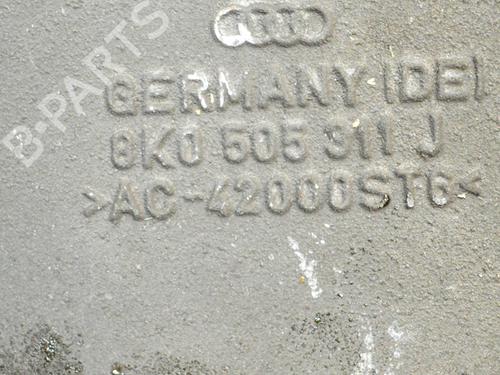 B-PARTS
GERMANY (DE)
8K0 505 311 J
>AC-42000ST6<